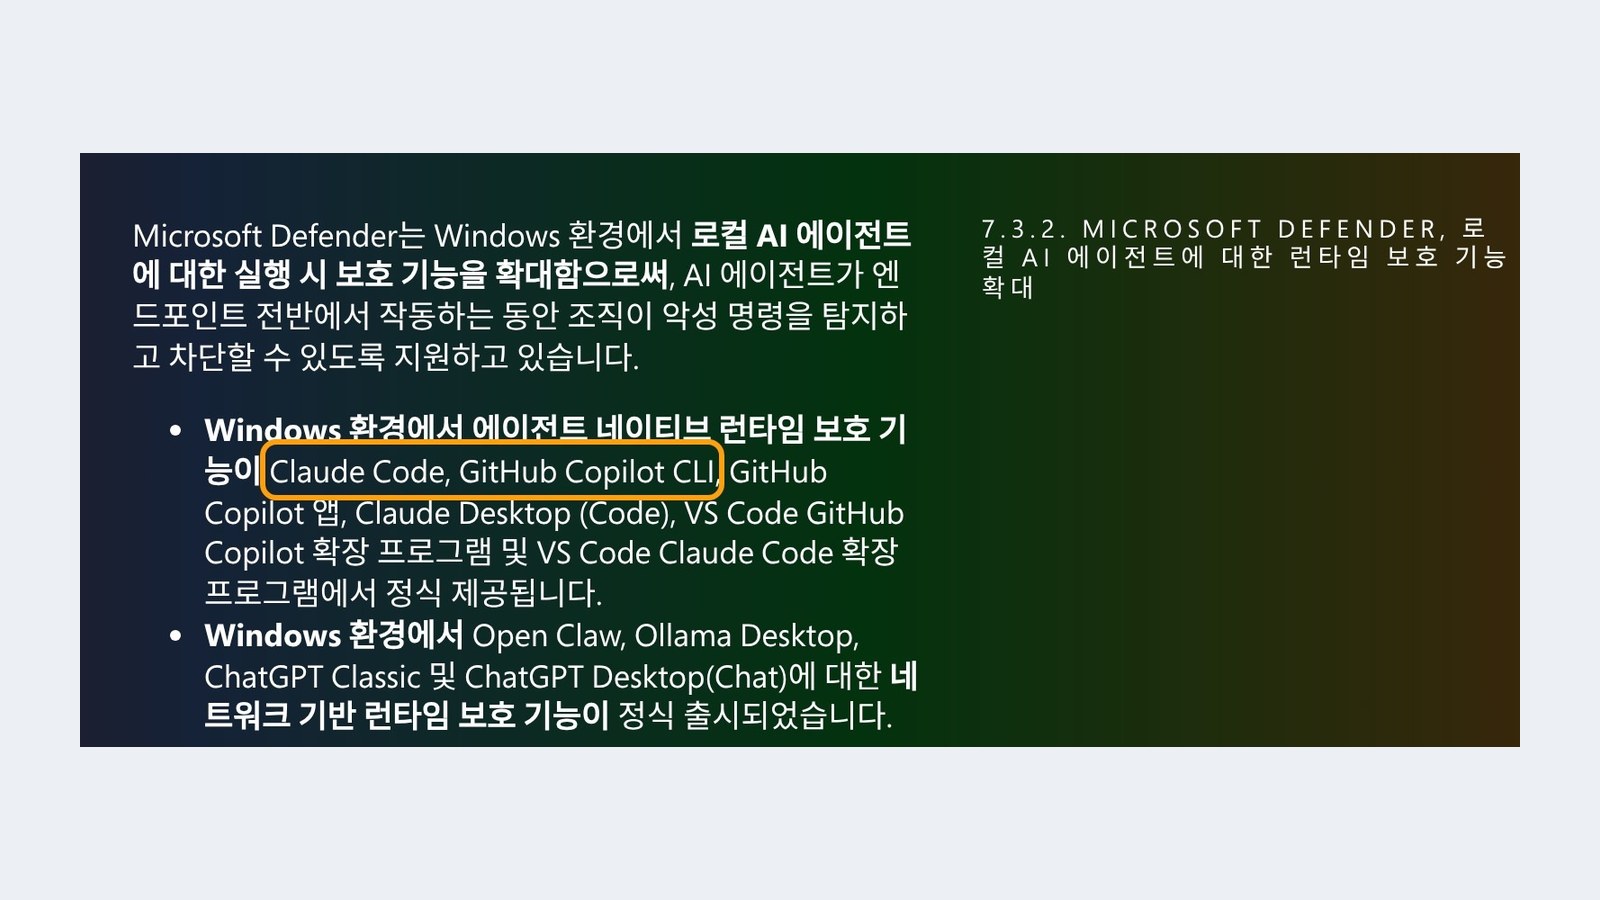 Microsoft Defender는 Windows 환경에서 로컬 AI 에이전트
에 대한 실행 시 보호 기능을 확대함으로써, AI 에이전트가 엔
드포인트 전반에서 작동하는 동안 조직이 악성 명령을 탐지하
고 차단할 수 있도록 지원하고 있습니다.
• Windows 환경에서 에이전트 네이티브 런타임 보호 기
능이 Claude Code, GitHub Copilot CLI, GitHub
Copilot 앱, Claude Desktop (Code), VS Code GitHub
Copilot 확장 프로그램 및 VS Code Claude Code 확장
프로그램에서 정식 제공됩니다.
• Windows 환경에서 Open Claw, Ollama Desktop,
ChatGPT Classic 및 ChatGPT Desktop(Chat)에 대한 네
트워크 기반 런타임 보호 기능이 정식 출시되었습니다.
7.3.2. MICROSOFT DEFENDER, 로
컬 AI 에이전트에 대한 런타임 보호 기능
확대